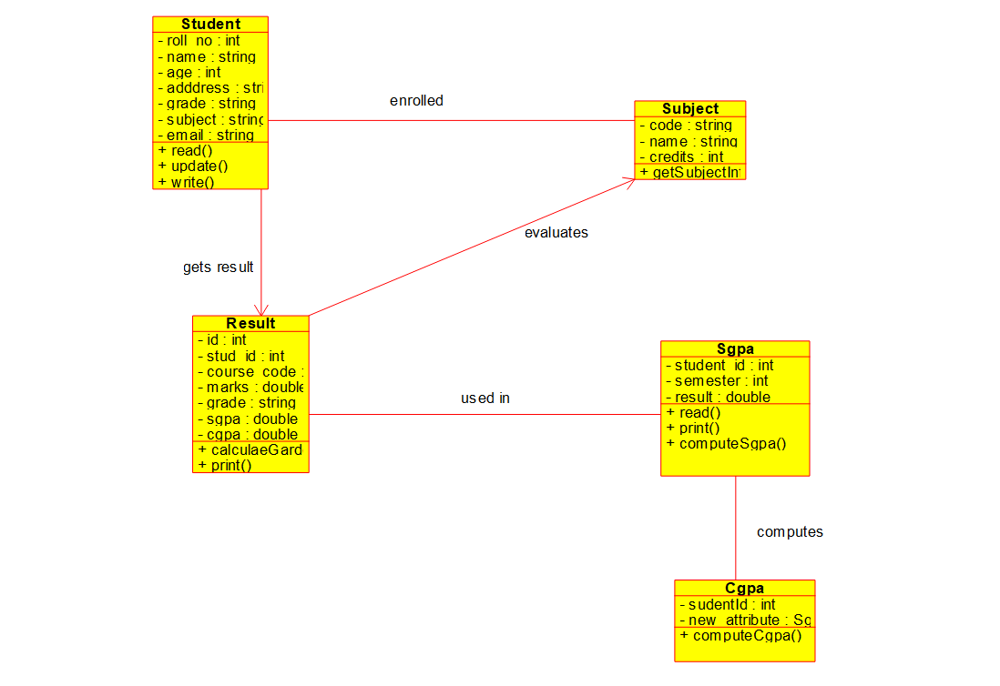 Student
- roll_no : int
- name : string
- age : int
- adddress : stri
- grade : string
- subject : string
- email : string
+ read()
+ update()
+ write()
enrolled
Subject
- code : string
- name : string
- credits : int
+ getSubjectInf
evaluates
gets result
Result
- id : int
- stud_id : int
- course_code :
- marks : double
- grade : string
- sgpa : double
- cgpa : double
+ calculaeGard
+ print()
used in
Sgpa
- student_id : int
- semester : int
- result : double
+ read()
+ print()
+ computeSgpa()
computes
Cgpa
- sudentId : int
- new_attribute : Sg
+ computeCgpa()